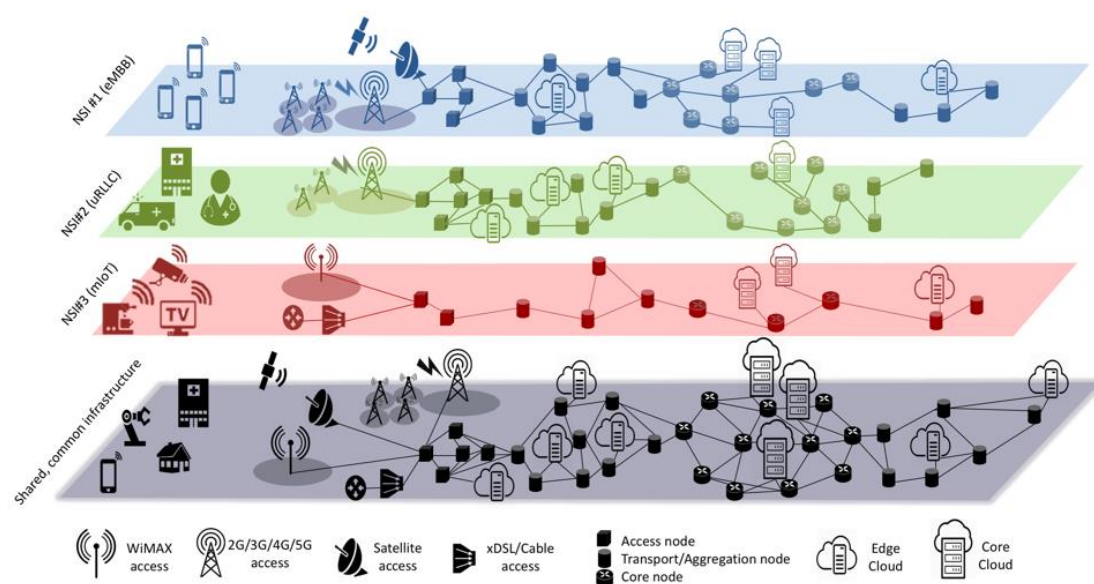 NSI #1 (eMBB)
NSI#2 (uRLLC)
NSI#3 (mIoT)
TV
Shared, common infrastructure
WiMAX
access
2G/3G/4G/5G
access
Satellite
access
xDSL/Cable
access
Access node
Transport/Aggregation node
Core node
Edge
Cloud
Core
Cloud